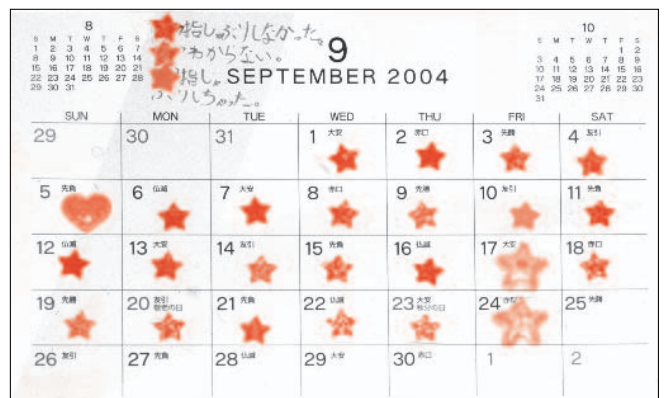 8
S M T W T F S
1 2 3 4 5 6 7
8 9 10 11 12 13 14
15 16 17 18 19 20 21
22 23 24 25 26 27 28
29 30 31
指しゃぶりしなかった。
わからない。
指しゃ
ぶりしちゃった。
9
SEPTEMBER 2004
10
S M T W T F S
1 2
3 4 5 6 7 8 9
10 11 12 13 14 15 16
17 18 19 20 21 22 23
24 25 26 27 28 29 30
31
SUN MON TUE WED THU FRI SAT
29 30 31 1 大安 2 赤口 3 先勝 4 友引
5 先負 6 仏滅 7 大安 8 赤口 9 先勝 10 友引 11 先負
12 仏滅 13 大安 14 友引 15 先負 16 仏滅 17 大安 18 赤口
19 先勝 20 友引 21 先負 22 仏滅 23 大安 24 赤口 25 先勝
敬老の日 秋分の日
26 友引 27 先負 28 仏滅 29 大安 30 赤口 1 2